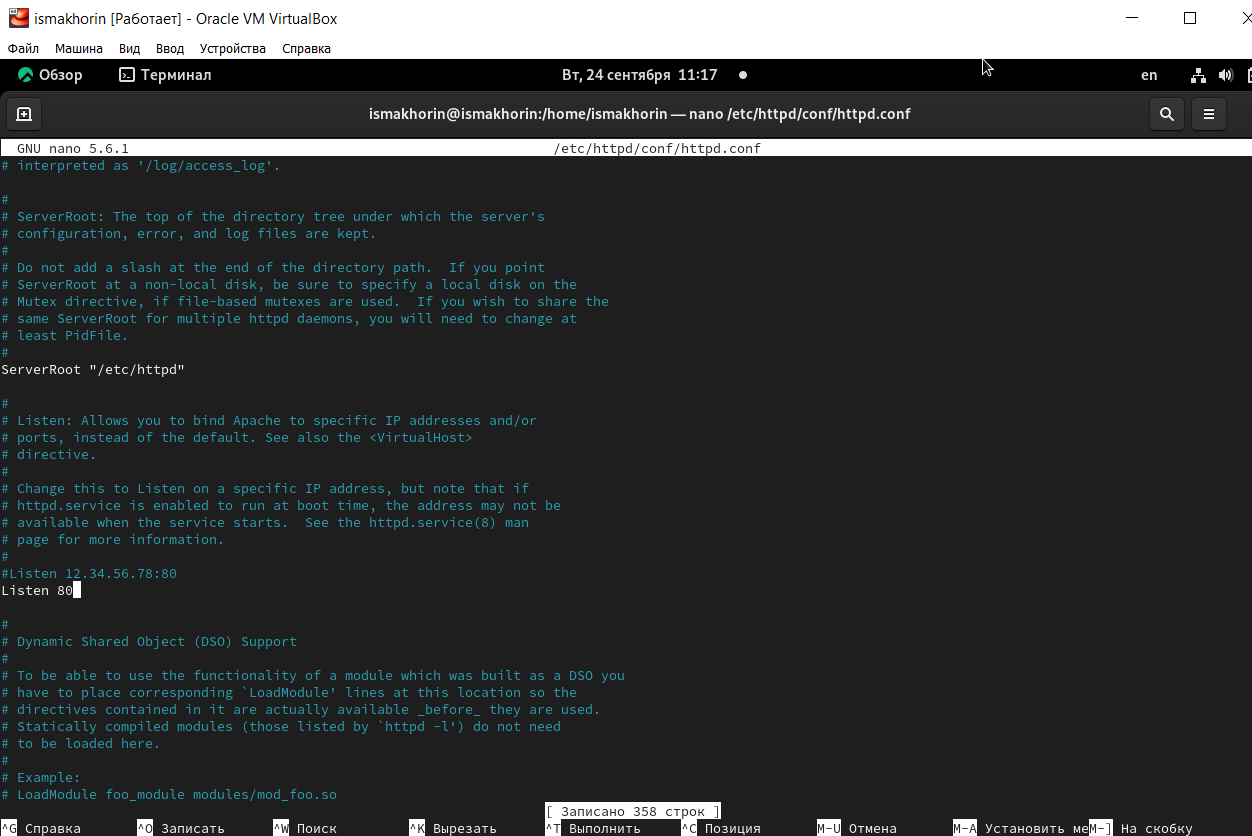 ismakhorin [Работает] - Oracle VM VirtualBox
Файл Машина Вид Ввод Устройства Справка
Обзор Терминал Вт, 24 сентября 11:17 en
ismakhorin@ismakhorin:/home/ismakhorin — nano /etc/httpd/conf/httpd.conf
GNU nano 5.6.1 /etc/httpd/conf/httpd.conf
# interpreted as '/log/access_log'.
#
# ServerRoot: The top of the directory tree under which the server's
# configuration, error, and log files are kept.
#
# Do not add a slash at the end of the directory path.  If you point
# ServerRoot at a non-local disk, be sure to specify a local disk on the
# Mutex directive, if file-based mutexes are used.  If you wish to share the
# same ServerRoot for multiple httpd daemons, you will need to change at
# least PidFile.
#
ServerRoot "/etc/httpd"
#
# Listen: Allows you to bind Apache to specific IP addresses and/or
# ports, instead of the default. See also the <VirtualHost>
# directive.
#
# Change this to Listen on a specific IP address, but note that if
# httpd.service is enabled to run at boot time, the address may not be
# available when the service starts.  See the httpd.service(8) man
# page for more information.
#
#Listen 12.34.56.78:80
Listen 80
#
# Dynamic Shared Object (DSO) Support
#
# To be able to use the functionality of a module which was built as a DSO you
# have to place corresponding `LoadModule' lines at this location so the
# directives contained in it are actually available _before_ they are used.
# Statically compiled modules (those listed by `httpd -l') do not need
# to be loaded here.
#
# Example:
# LoadModule foo_module modules/mod_foo.so
[ Записано 358 строк ]
^G Справка ^O Записать ^W Поиск ^K Вырезать ^T Выполнить ^C Позиция M-U Отмена M-A Установить ме M-] На скобку